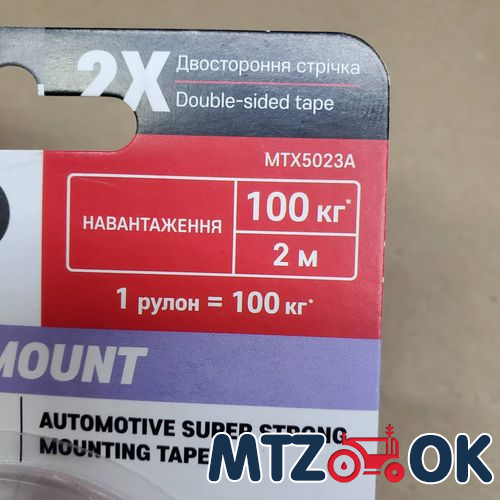 2X
Двостороння стрічка
Double-sided tape
MTX5023A
НАВАНТАЖЕННЯ
100 кг*
2 м
1 рулон = 100 кг*
MOUNT
AUTOMOTIVE SUPER STRONG
MOUNTING TAPE
MTZ OK